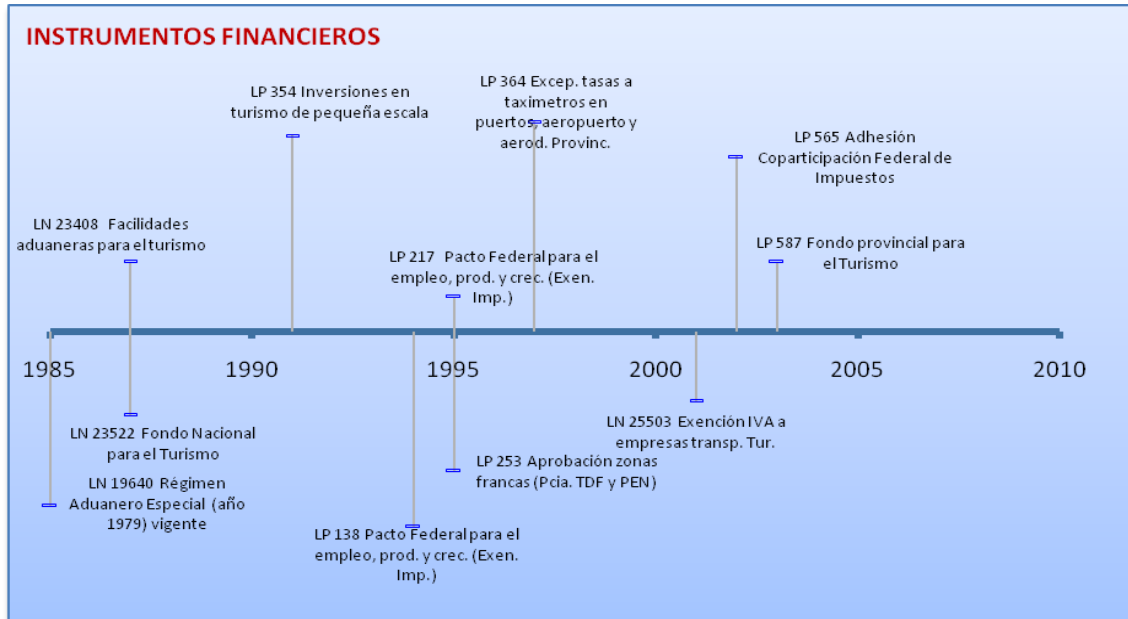 INSTRUMENTOS FINANCIEROS
LP 354 Inversiones en
turismo de pequeña escala
LP 364 Excep. tasas a
taxímetros en
puertos, aeropuerto y
aerod. Provinc.
LP 565 Adhesión
Coparticipación Federal de
Impuestos
LN 23408 Facilidades
aduaneras para el turismo
LP 217 Pacto Federal para el
empleo, prod. y crec. (Exen.
Imp.)
LP 587 Fondo provincial para
el Turismo
1985 1990 1995 2000 2005 2010
LN 23522 Fondo Nacional
para el Turismo
LN 25503 Exención IVA a
empresas transp. Tur.
LN 19640 Régimen
Aduanero Especial (año
1979) vigente
LP 253 Aprobación zonas
francas (Pcia. TDF y PEN)
LP 138 Pacto Federal para el
empleo, prod. y crec. (Exen.
Imp.)